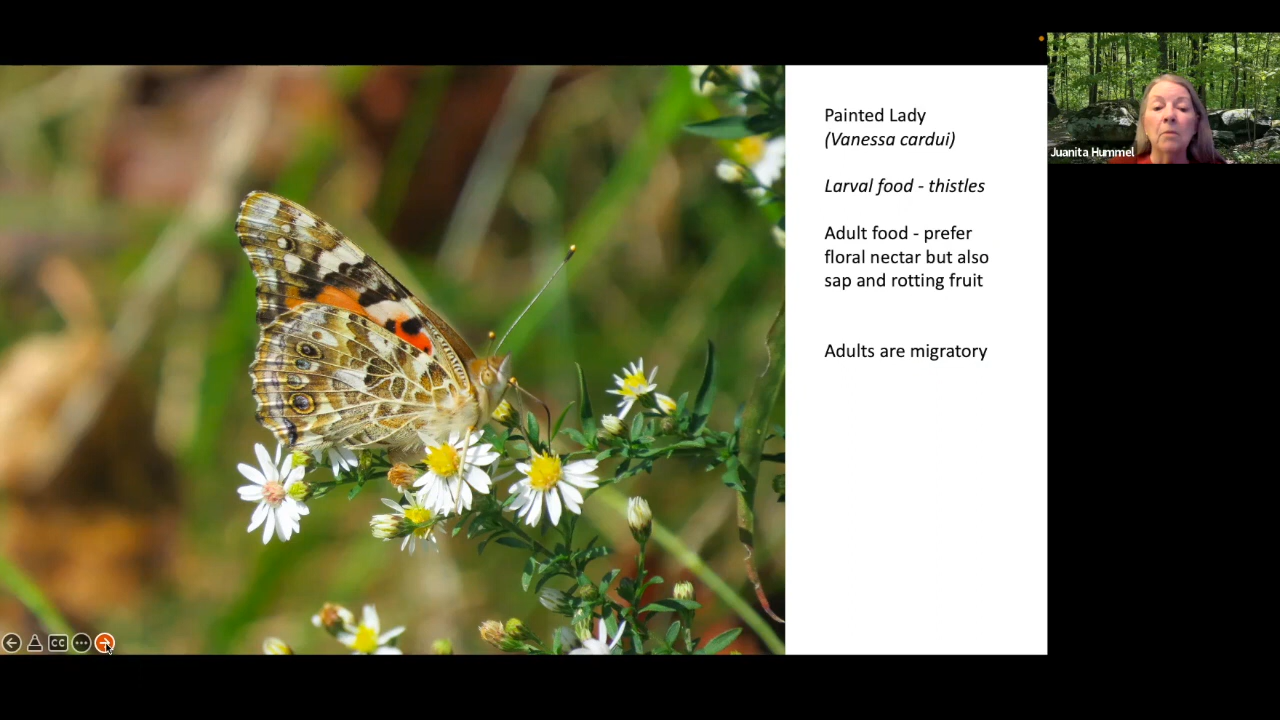 Painted Lady
(Vanessa cardui)
Larval food - thistles
Adult food - prefer
floral nectar but also
sap and rotting fruit
Adults are migratory
Juanita Hummel
CC